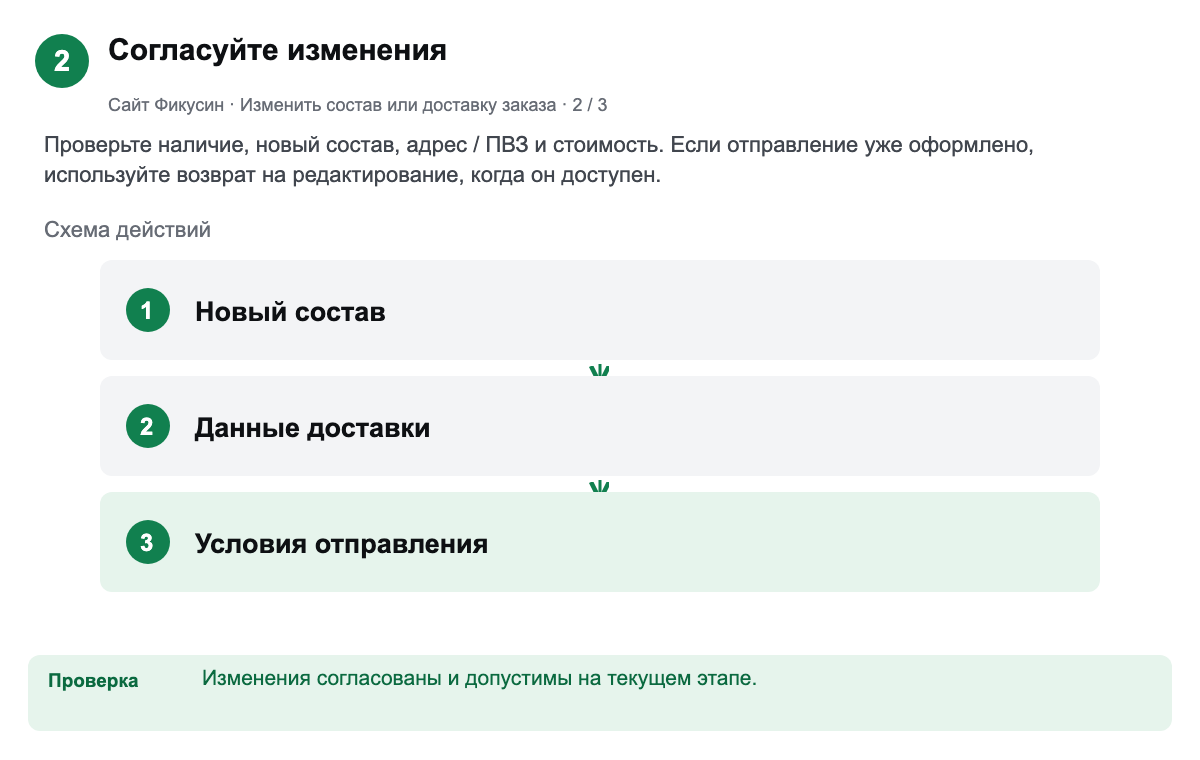 2
Согласуйте изменения
Сайт Фикусин · Изменить состав или доставку заказа · 2 / 3
Проверьте наличие, новый состав, адрес / ПВЗ и стоимость. Если отправление уже оформлено,
используйте возврат на редактирование, когда он доступен.
Схема действий
1 Новый состав
2 Данные доставки
3 Условия отправления
Проверка Изменения согласованы и допустимы на текущем этапе.